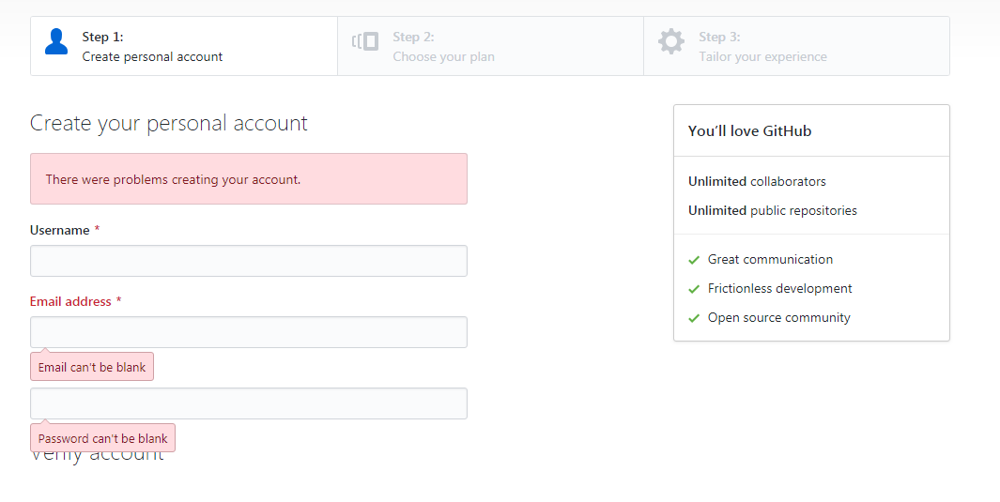 Step 1:
Create personal account
Step 2:
Choose your plan
Step 3:
Tailor your experience
Create your personal account
There were problems creating your account.
Username *
Email address *
Email can't be blank
Password can't be blank
Verify account
You’ll love GitHub
Unlimited collaborators
Unlimited public repositories
Great communication
Frictionless development
Open source community